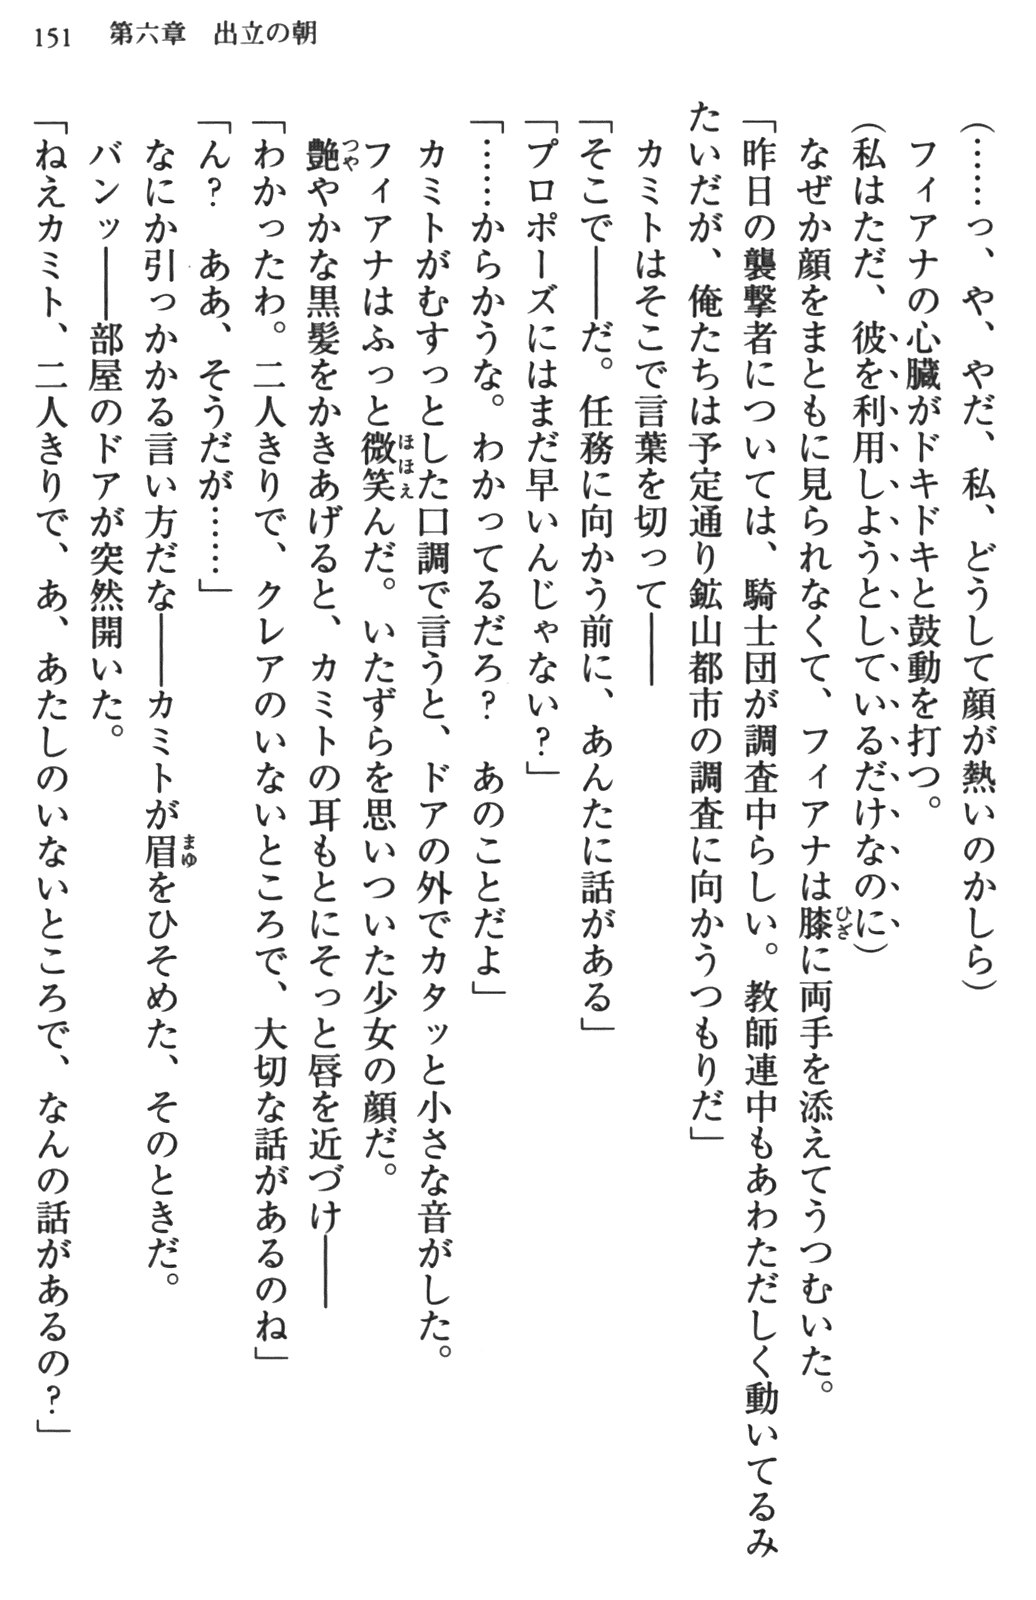 151　第六章　出立の朝
（……っ、や、やだ、私、どうして顔が熱いのかしら）
　フィアナの心臓がドキドキと鼓動を打つ。
（私はただ、彼を利用しようとしているだけなのに）
　なぜか顔をまともに見られなくて、フィアナは膝に両手を添えてうつむいた。
「昨日の襲撃者については、騎士団が調査中らしい。教師連中もあわただしく動いてるみ
たいだが、俺たちは予定通り鉱山都市の調査に向かうつもりだ」
　カミトはそこで言葉を切って――
「そこで――だ。任務に向かう前に、あんたに話がある」
「プロポーズにはまだ早いんじゃない？」
「……からかうな。わかってるだろ？　あのことだよ」
　カミトがむすっとした口調で言うと、ドアの外でカタッと小さな音がした。
　フィアナはふっと微笑んだ。いたずらを思いついた少女の顔だ。
　艶やかな黒髪をかきあげると、カミトの耳もとにそっと唇を近づけ――
「わかったわ。二人きりで、クレアのいないところで、大切な話があるのね」
「ん？　ああ、そうだが……」
　なにか引っかかる言い方だな――カミトが眉をひそめた、そのときだ。
　バンッ――部屋のドアが突然開いた。
「ねえカミト、二人きりで、あ、あたしのいないところで、なんの話があるの？」